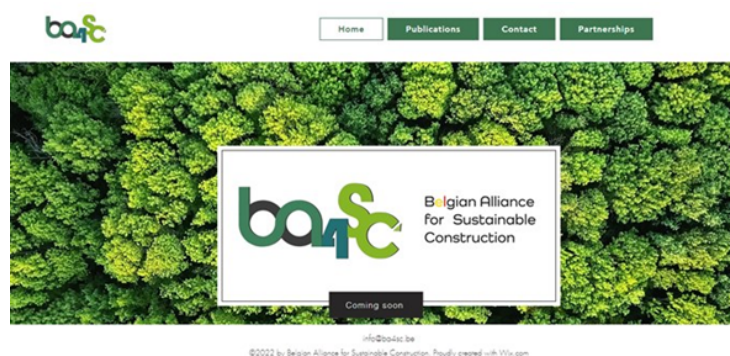 ba4sc
Home Publications Contact Partnerships
ba4sc
Belgian Alliance
for Sustainable
Construction
Coming soon
info@ba4sc.be
©2022 by Belgian Alliance for Sustainable Construction. Proudly created with Wix.com